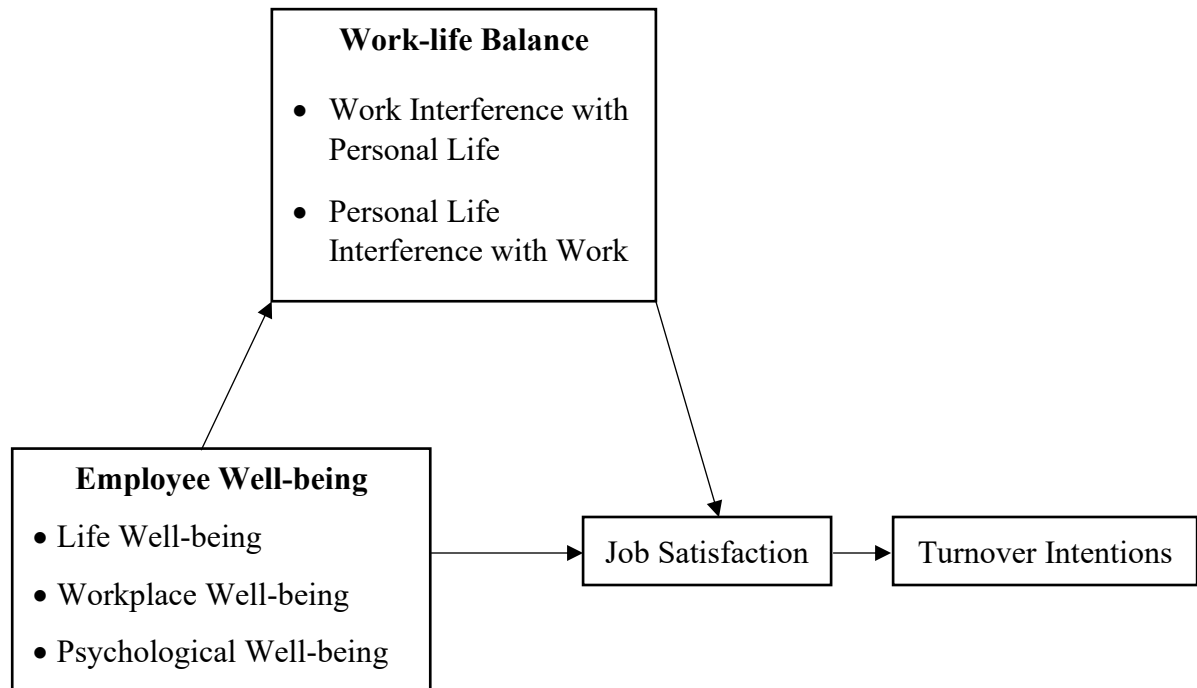 Work-life Balance
• Work Interference with
Personal Life
• Personal Life
Interference with Work
Employee Well-being
• Life Well-being
• Workplace Well-being
• Psychological Well-being
Job Satisfaction
Turnover Intentions